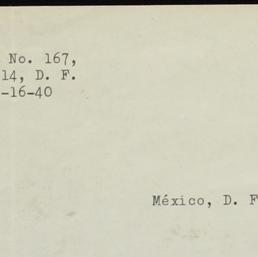 No. 167,
14, D. F.
-16-40
México, D. F